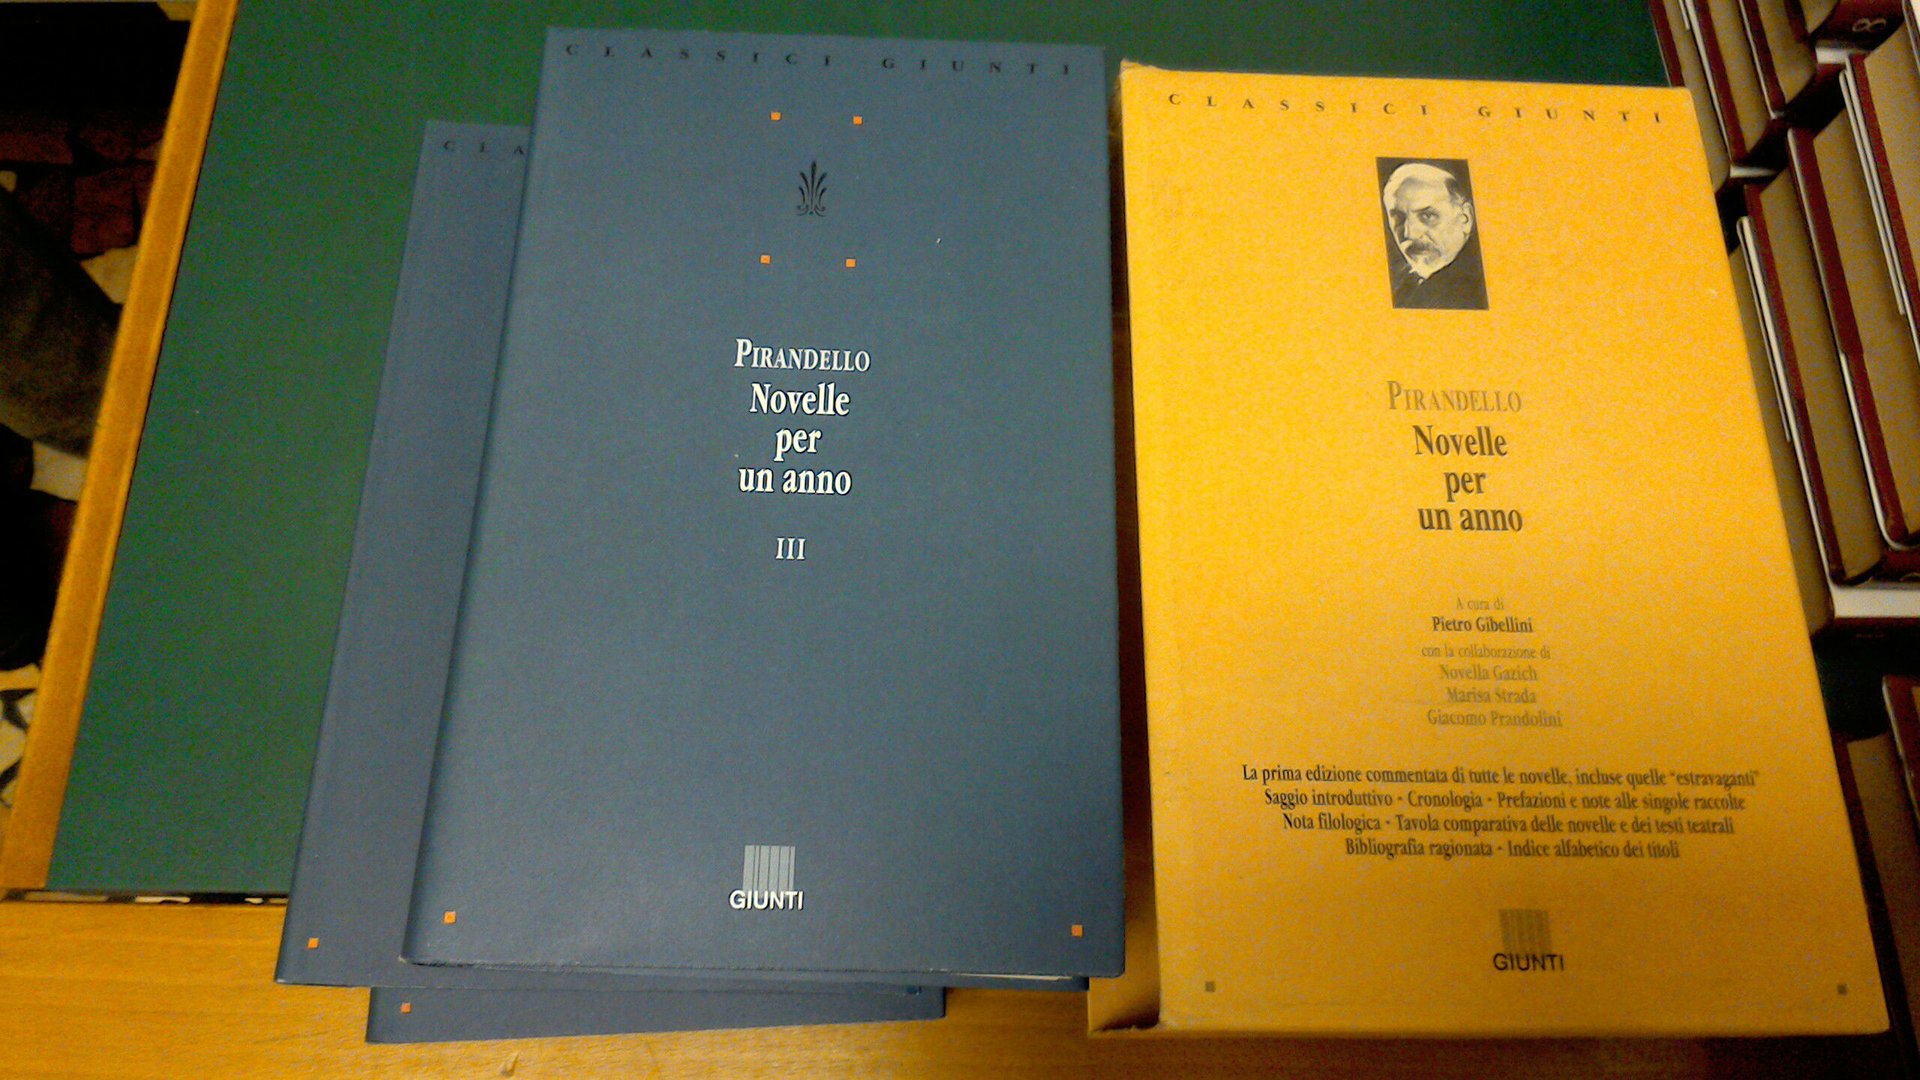 CLASSICI GIUNTI
PIRANDELLO
Novelle
per
un anno
III
GIUNTI
CLA
CLASSICI GIUNTI
PIRANDELLO
Novelle
per
un anno
A cura di
Pietro Gibellini
con la collaborazione di
Novella Gazich
Marisa Strada
Giacomo Prandolini
La prima edizione commentata di tutte le novelle, incluse quelle "estravaganti"
Saggio introduttivo - Cronologia - Prefazioni e note alle singole raccolte
Nota filologica - Tavola comparativa delle novelle e dei testi teatrali
Bibliografia ragionata - Indice alfabetico dei titoli
GIUNTI
8